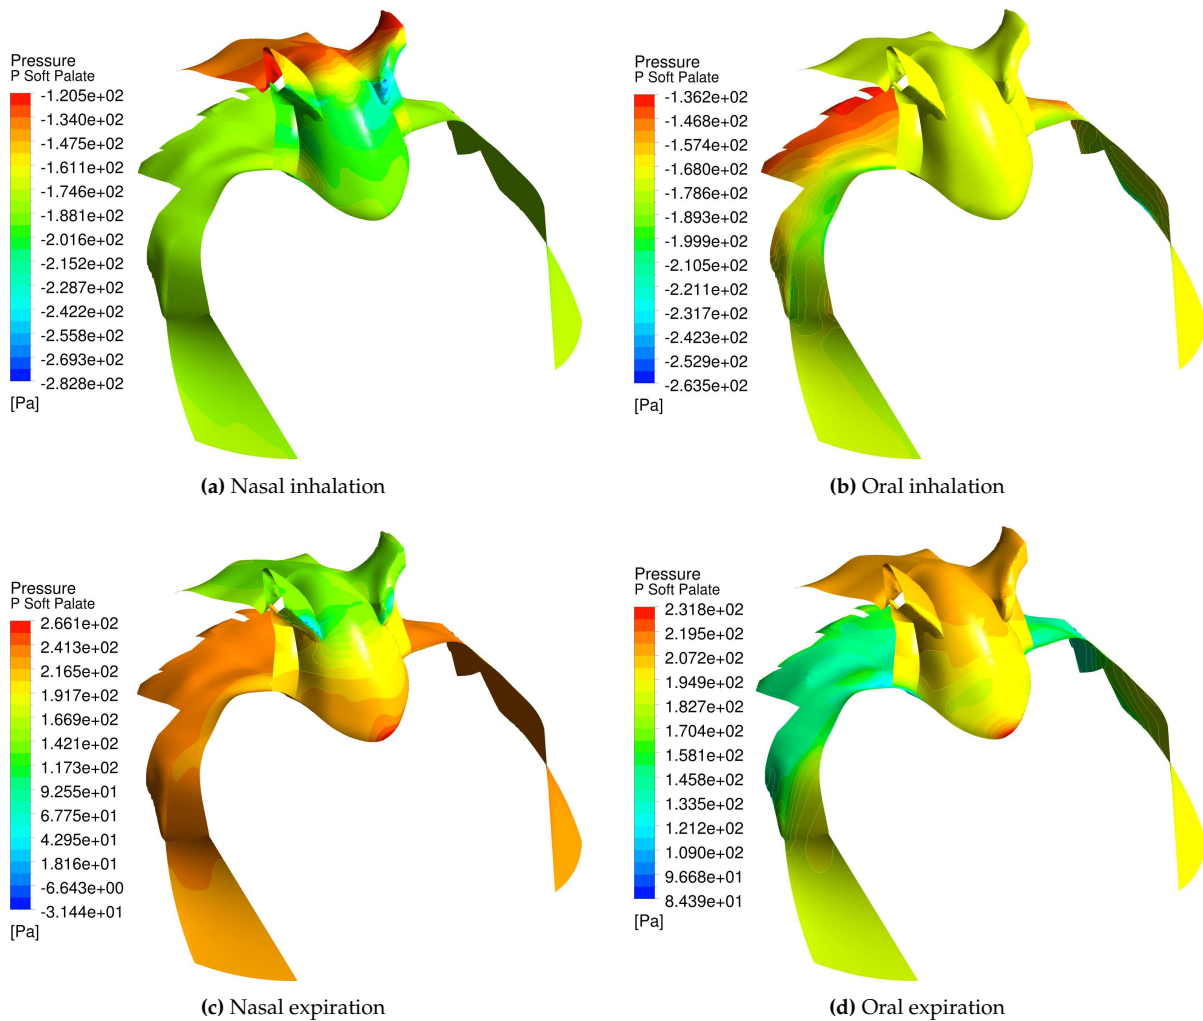 Pressure
P Soft Palate
-1.205e+02
-1.340e+02
-1.475e+02
-1.611e+02
-1.746e+02
-1.881e+02
-2.016e+02
-2.152e+02
-2.287e+02
-2.422e+02
-2.558e+02
-2.693e+02
-2.828e+02
[Pa]
(a) Nasal inhalation
Pressure
P Soft Palate
-1.362e+02
-1.468e+02
-1.574e+02
-1.680e+02
-1.786e+02
-1.893e+02
-1.999e+02
-2.105e+02
-2.211e+02
-2.317e+02
-2.423e+02
-2.529e+02
-2.635e+02
[Pa]
(b) Oral inhalation
Pressure
P Soft Palate
2.661e+02
2.413e+02
2.165e+02
1.917e+02
1.669e+02
1.421e+02
1.173e+02
9.255e+01
6.775e+01
4.295e+01
1.816e+01
-6.643e+00
-3.144e+01
[Pa]
(c) Nasal expiration
Pressure
P Soft Palate
2.318e+02
2.195e+02
2.072e+02
1.949e+02
1.827e+02
1.704e+02
1.581e+02
1.458e+02
1.335e+02
1.212e+02
1.090e+02
9.668e+01
8.439e+01
[Pa]
(d) Oral expiration